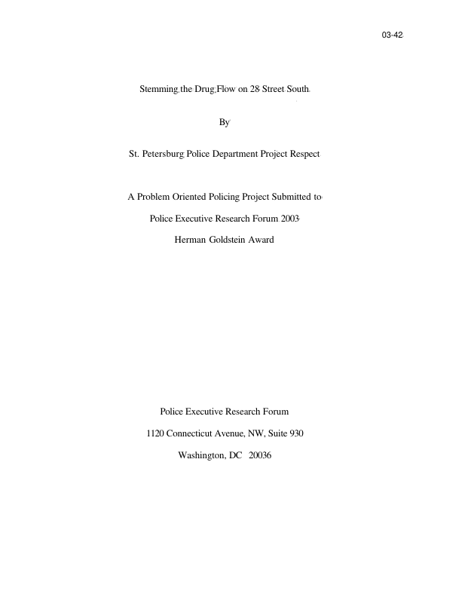 03-42
Stemming the Drug Flow on 28 Street South
By
St. Petersburg Police Department Project Respect
A Problem Oriented Policing Project Submitted to
Police Executive Research Forum 2003
Herman Goldstein Award
Police Executive Research Forum
1120 Connecticut Avenue, NW, Suite 930
Washington, DC 20036